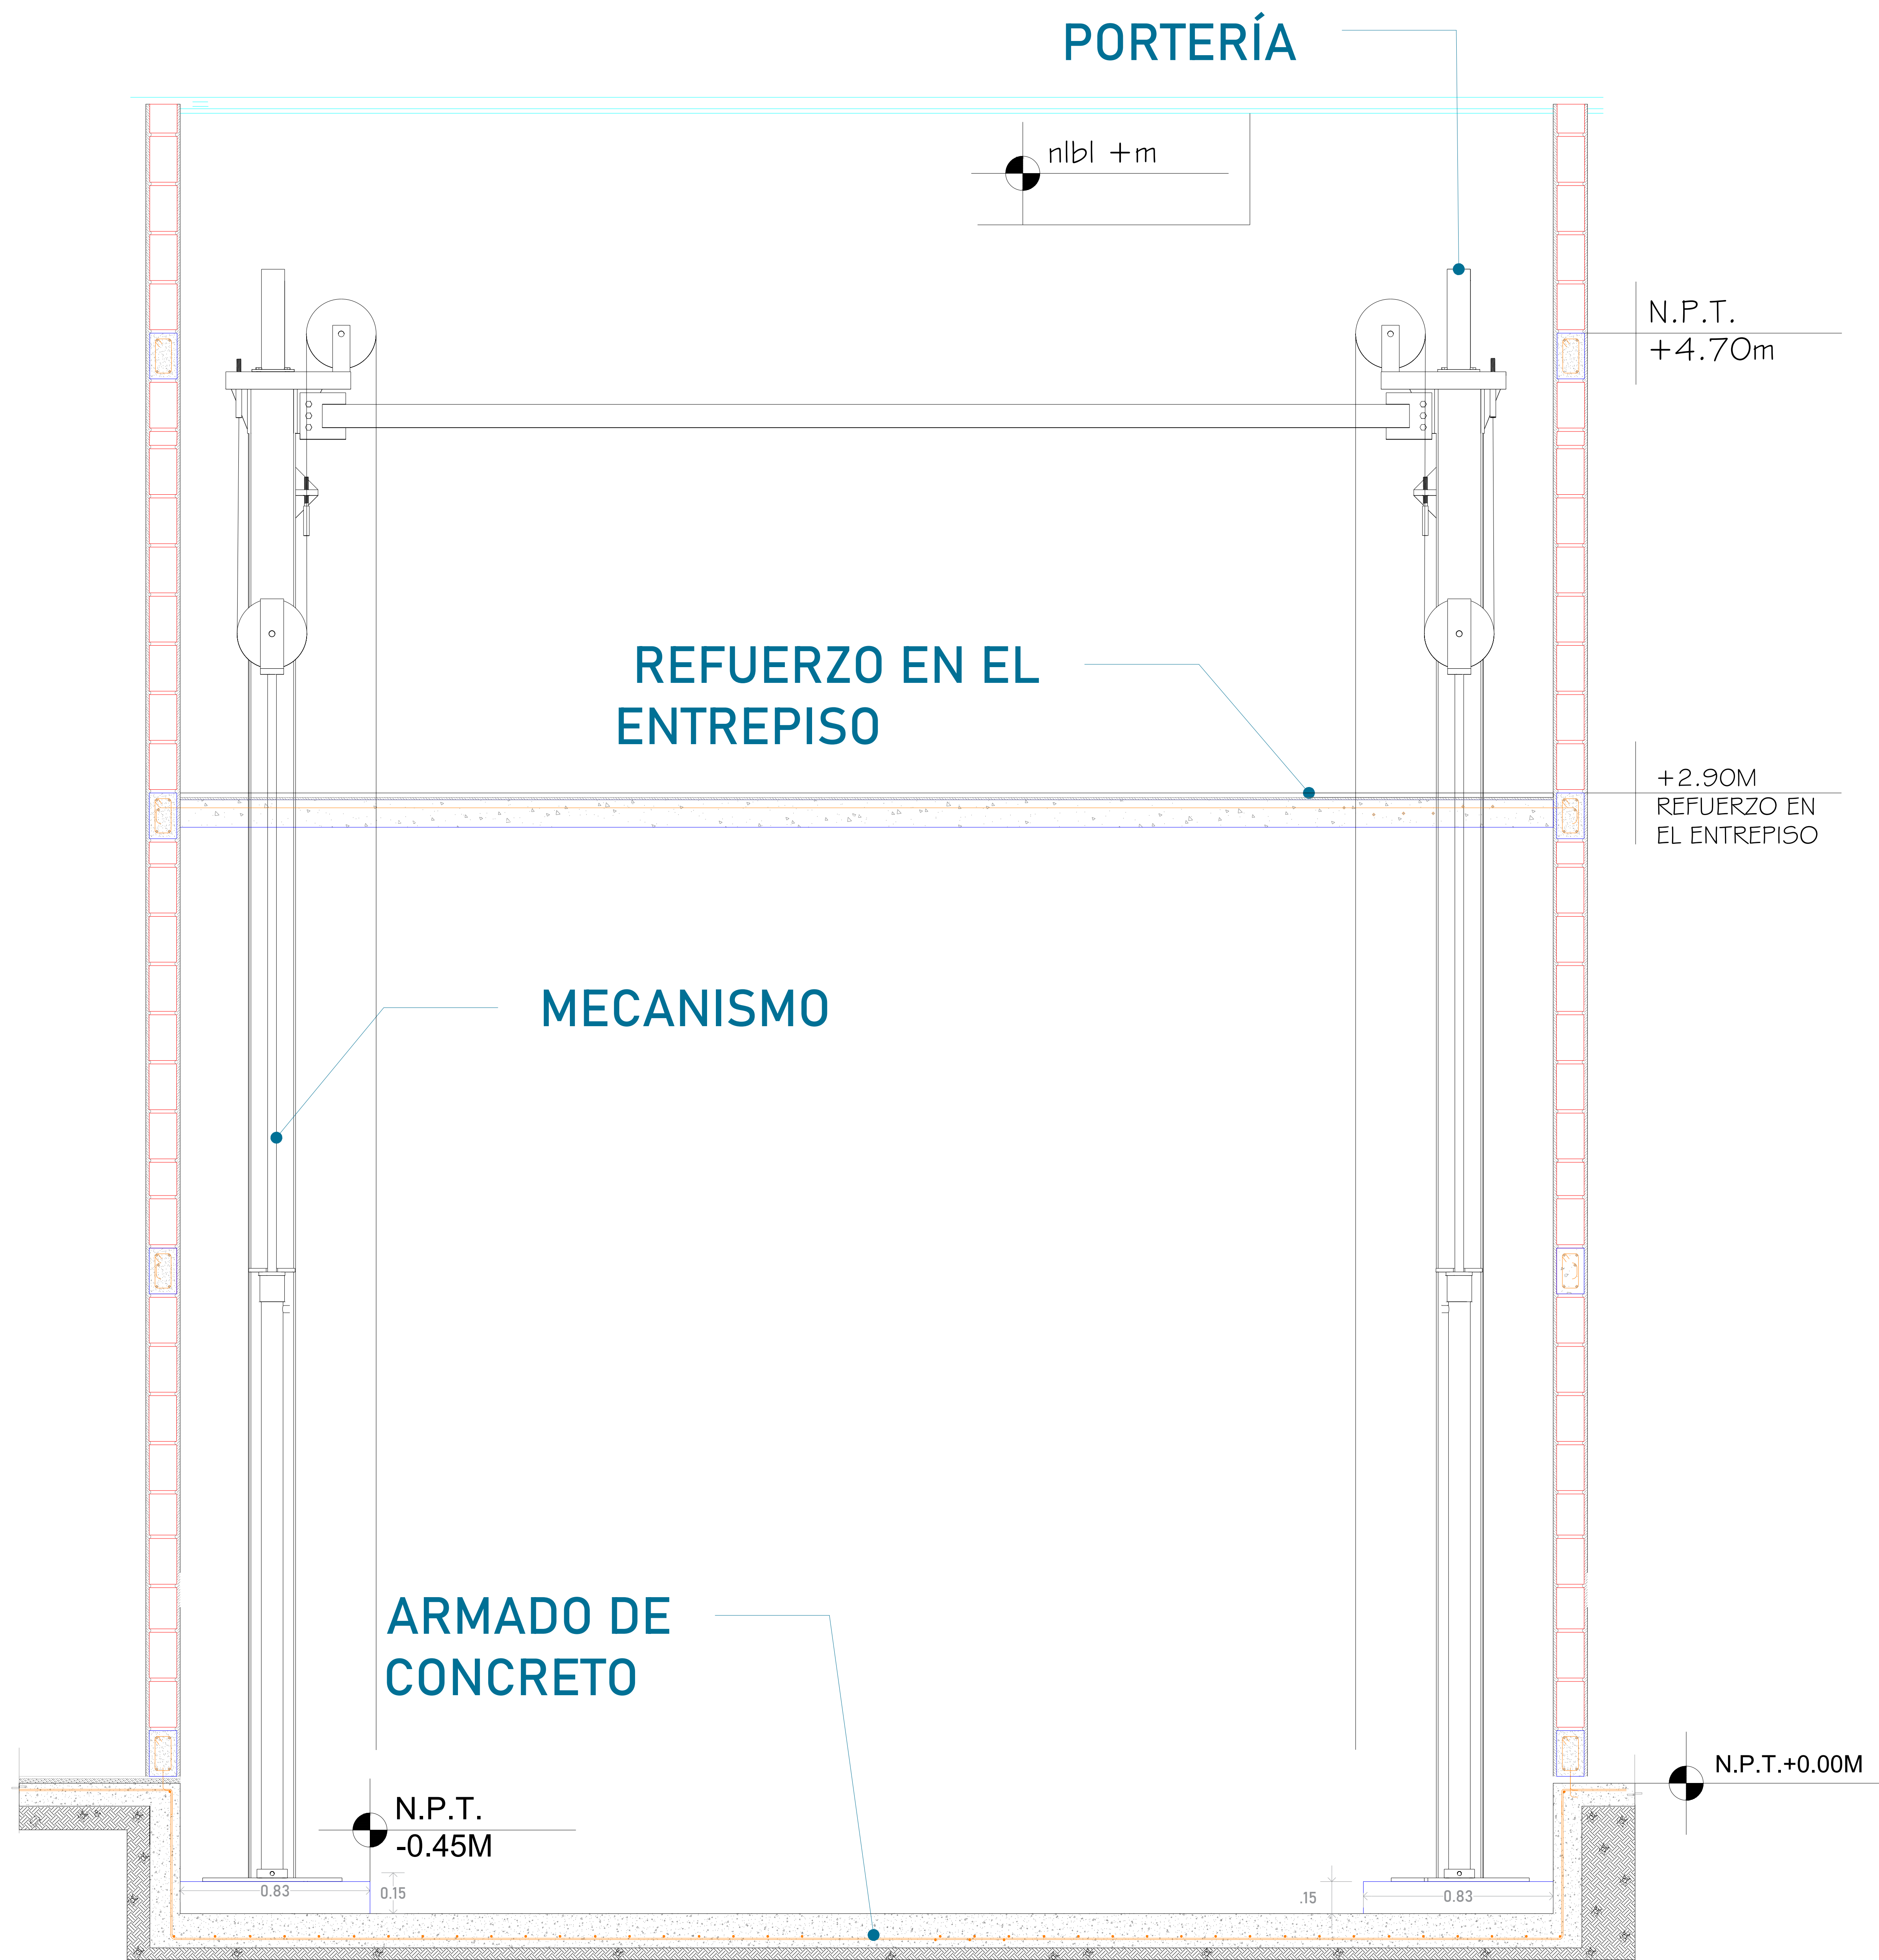 PORTERÍA
nlbl +m
N.P.T.
+4.70m
REFUERZO EN EL
ENTREPISO
+2.90M
REFUERZO EN
EL ENTREPISO
MECANISMO
ARMADO DE
CONCRETO
N.P.T.+0.00M
N.P.T.
-0.45M
0.83
0.15
.15
0.83